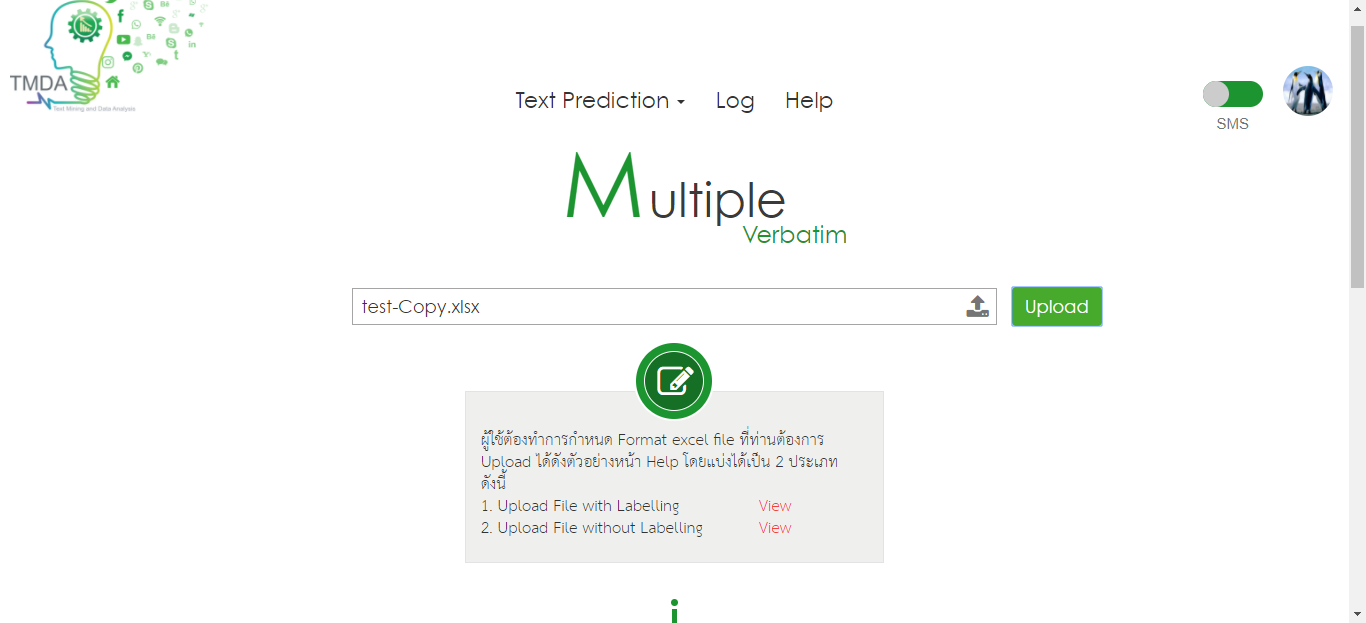 TMDA
Text Mining and Data Analysis
Text Prediction
Log
Help
SMS
Multiple
Verbatim
test-Copy.xlsx
Upload
ผู้ใช้ต้องทำการกำหนด Format excel file ที่ท่านต้องการ
Upload ได้ดังตัวอย่างหน้า Help โดยแบ่งได้เป็น 2 ประเภท
ดังนี้
1. Upload File with Labelling View
2. Upload File without Labelling View